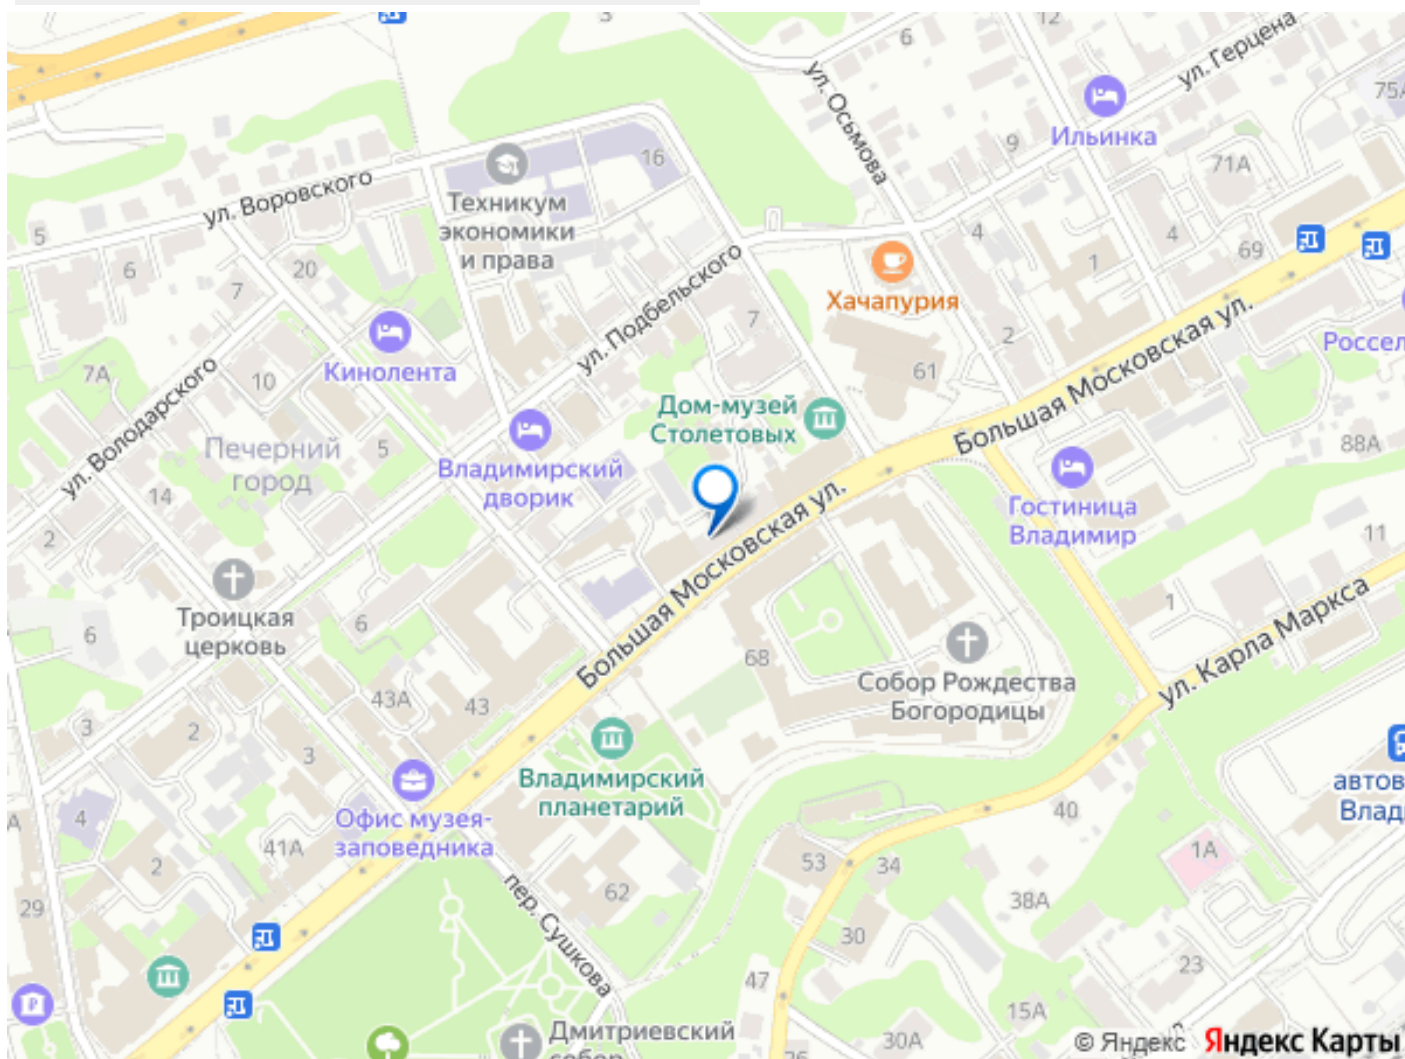 3
12
6
ул. Герцена
75А
ул. Осьмова
Ильинка
9
16
71А
Техникум
экономики
и права
ул. Воровского
5
6
20
7
4
4
69
1
Хачапурия
ул. Подбельского
7
2
Большая Московская ул.
Россел
Кинолента
7А
10
61
ул. Володарского
Дом-музей
Столетовых
Печерний
город
5
Владимирский
дворик
88А
14
Гостиница
Владимир
2
11
Большая Московская ул.
Троицкая
церковь
6
6
1
ул. Карла Маркса
68
Собор Рождества
Богородицы
43А
43
3
2
3
Владимирский
планетарий
автов
Влад
4
Офис музея-
заповедника
А
41А
2
40
53
34
1А
62
38А
29
пер. Сушкова
30
23
47
15А
Дмитриевский
собор
30А
© Яндекс Яндекс Карты